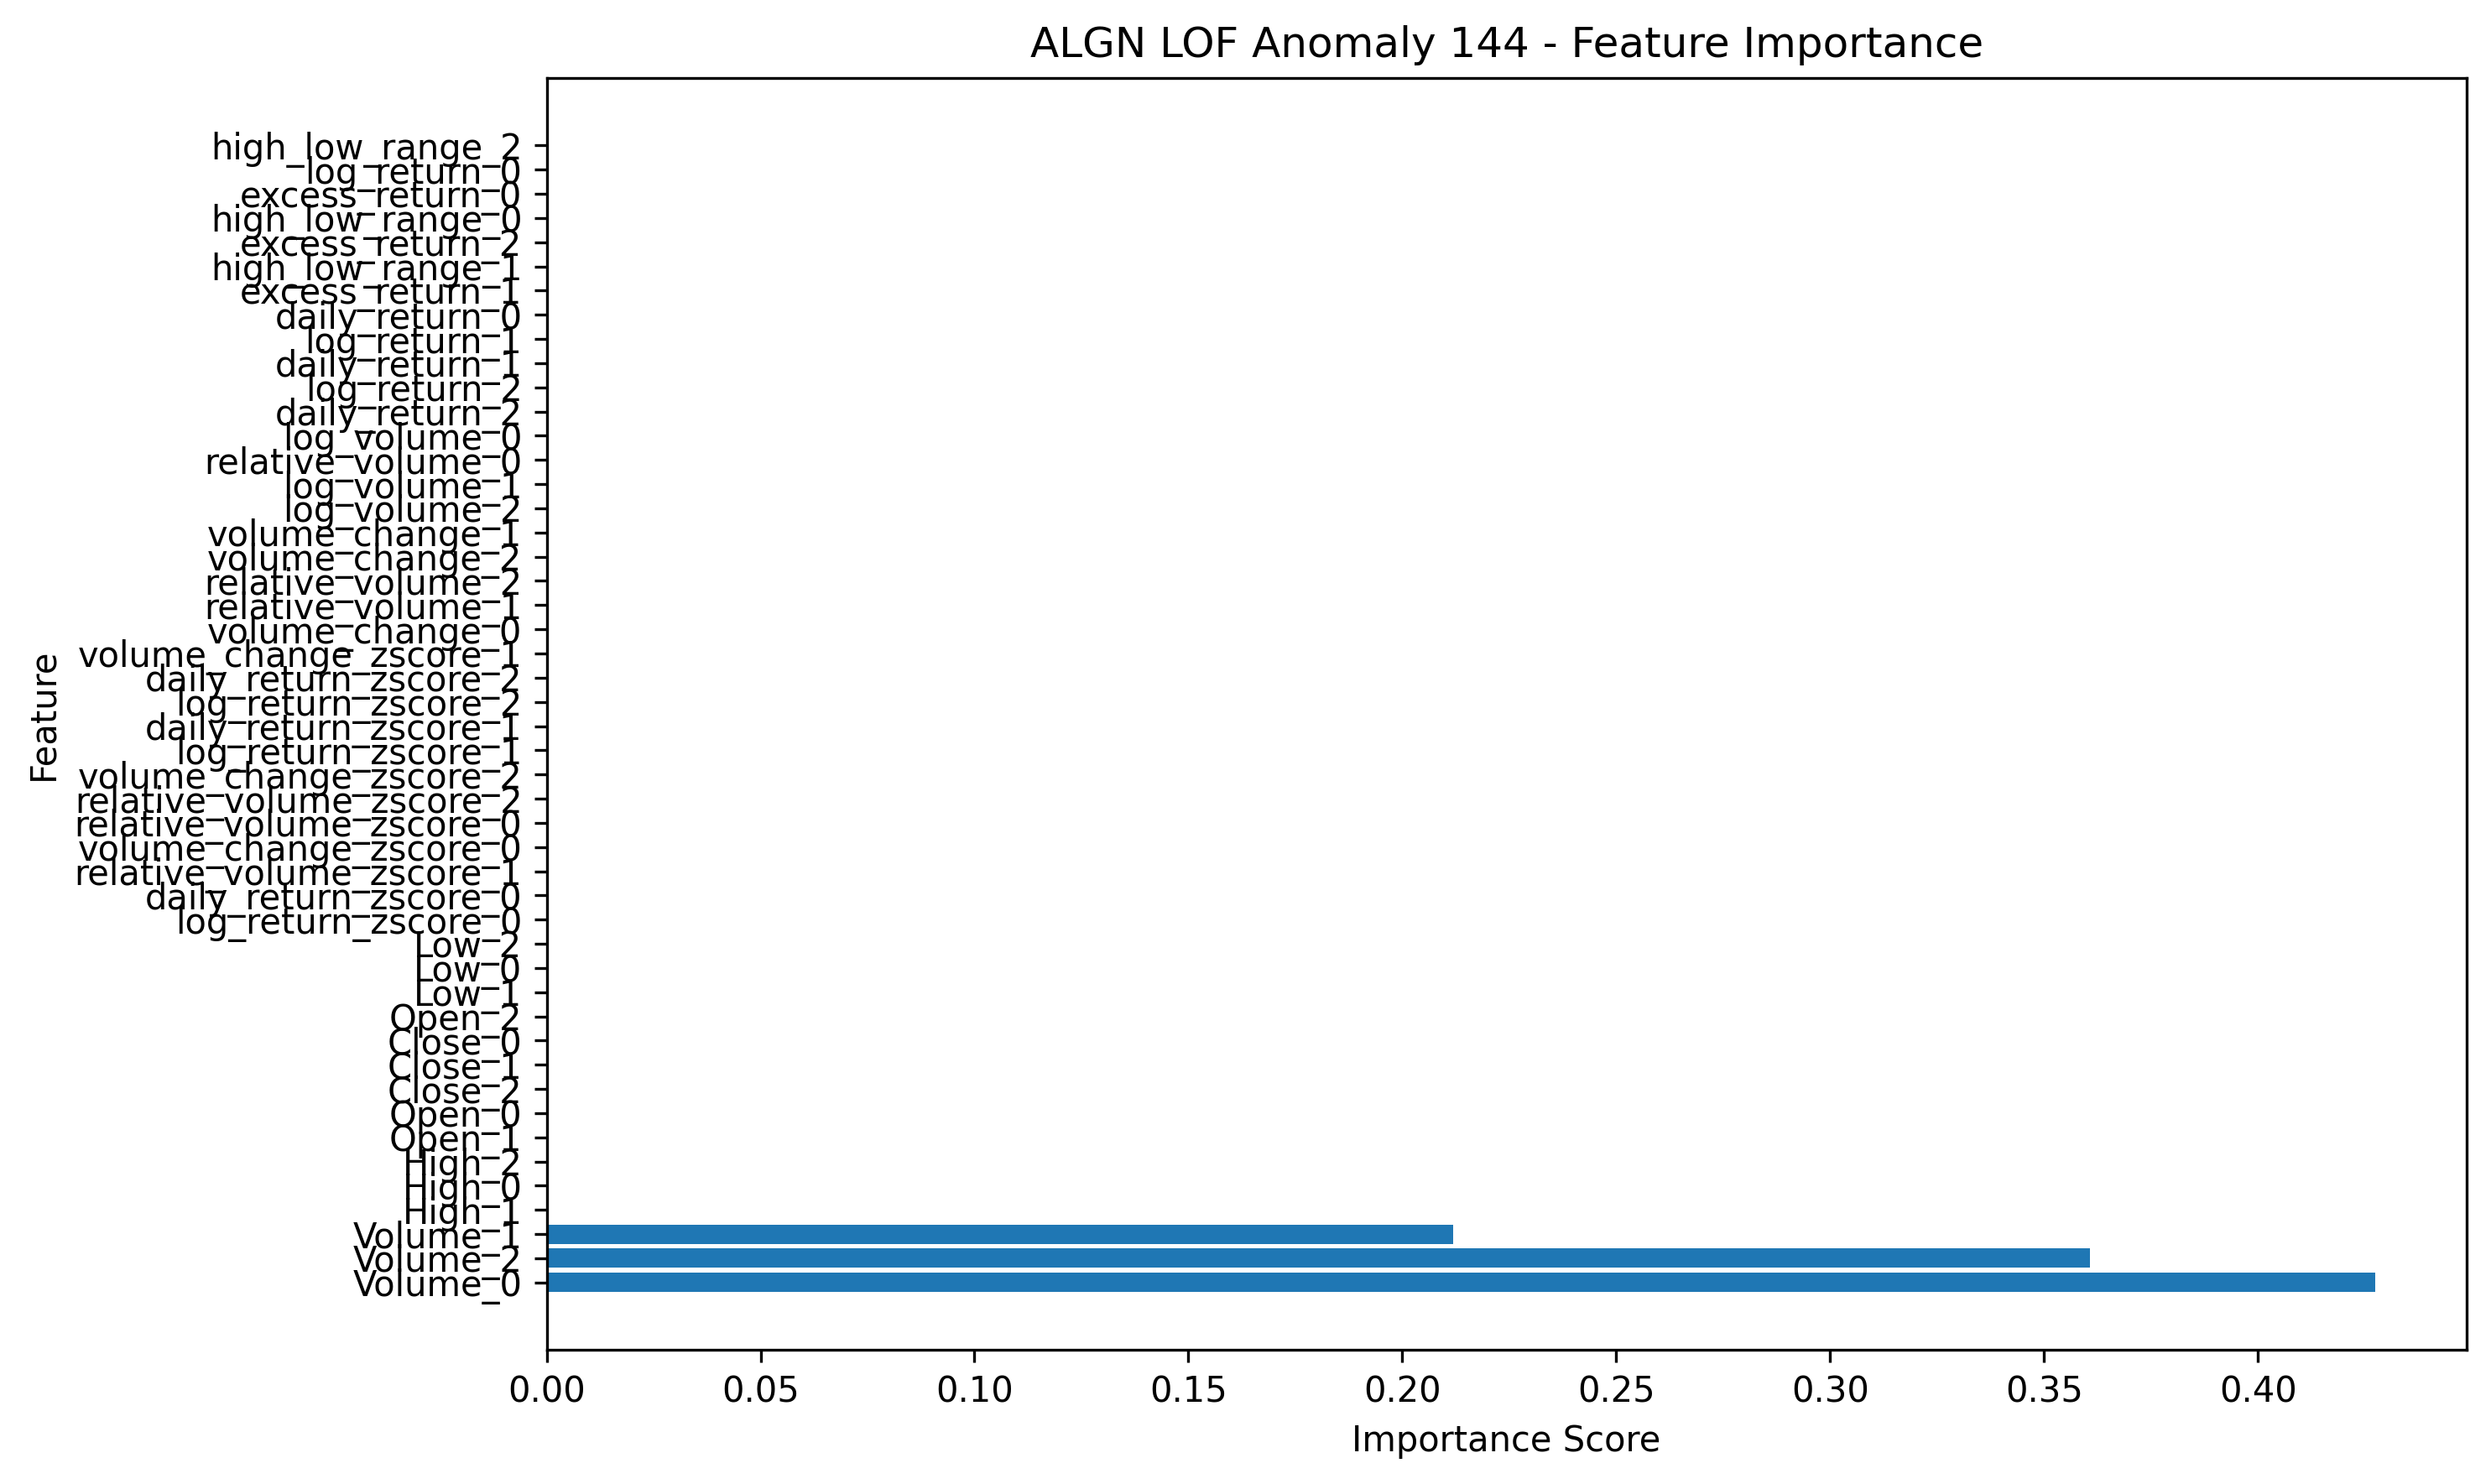 ALGN LOF Anomaly 144 - Feature Importance
high_low_range_2
log_return_0
excess_return_0
high_low_range_0
excess_return_2
high_low_range_1
excess_return_1
daily_return_0
log_return_1
daily_return_1
log_return_2
daily_return_2
log_volume_0
relative_volume_0
log_volume_1
log_volume_2
volume_change_1
volume_change_2
relative_volume_2
relative_volume_1
volume_change_0
volume_change_zscore_1
daily_return_zscore_2
log_return_zscore_2
daily_return_zscore_1
log_return_zscore_1
volume_change_zscore_2
relative_volume_zscore_2
relative_volume_zscore_0
volume_change_zscore_0
relative_volume_zscore_1
daily_return_zscore_0
log_return_zscore_0
Low_2
Low_0
Low_1
Open_2
Close_0
Close_1
Close_2
Open_0
Open_1
High_2
High_0
High_1
Volume_1
Volume_2
Volume_0
Feature
0.00 0.05 0.10 0.15 0.20 0.25 0.30 0.35 0.40
Importance Score